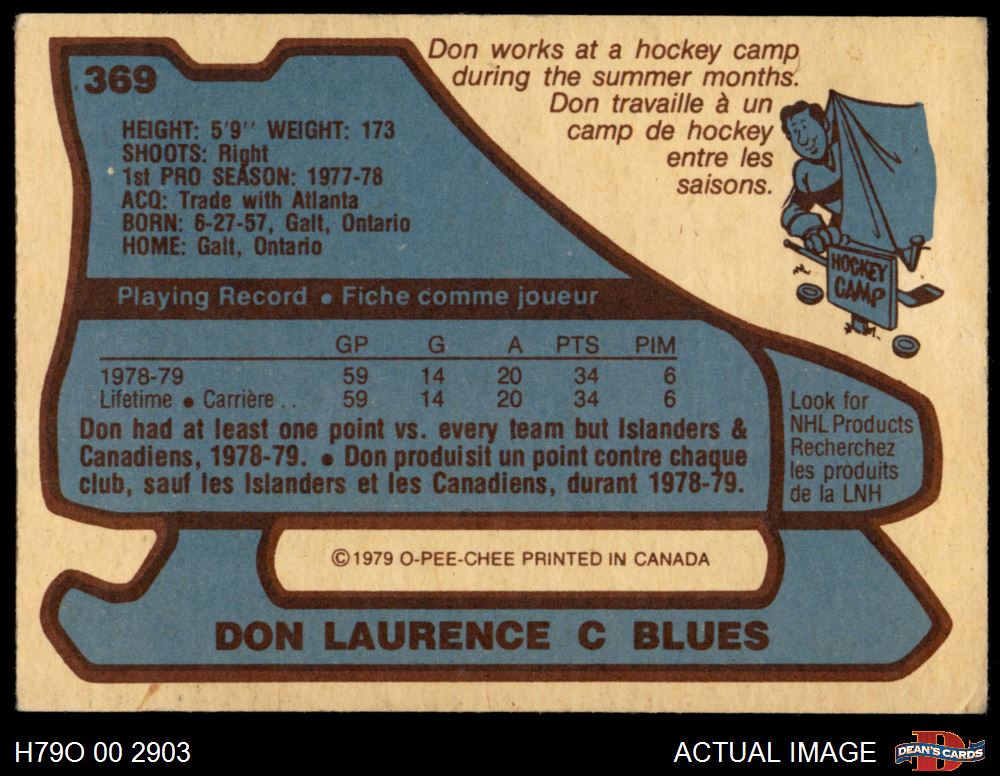 369
Don works at a hockey camp
during the summer months.
Don travaille à un
camp de hockey
entre les
saisons.
HOCKEY
CAMP
HEIGHT: 5'9" WEIGHT: 173
SHOOTS: Right
1st PRO SEASON: 1977-78
ACQ: Trade with Atlanta
BORN: 6-27-57, Galt, Ontario
HOME: Galt, Ontario
Playing Record • Fiche comme joueur
GP G A PTS PIM
1978-79 59 14 20 34 6
Lifetime • Carrière . . 59 14 20 34 6
Don had at least one point vs. every team but Islanders &
Canadiens, 1978-79. • Don produisit un point contre chaque
club, sauf les Islanders et les Canadiens, durant 1978-79.
Look for
NHL Products
Recherchez
les produits
de la LNH
©1979 O-PEE-CHEE PRINTED IN CANADA
DON LAURENCE C BLUES
H79O 00 2903
ACTUAL IMAGE
DEAN'S CARDS